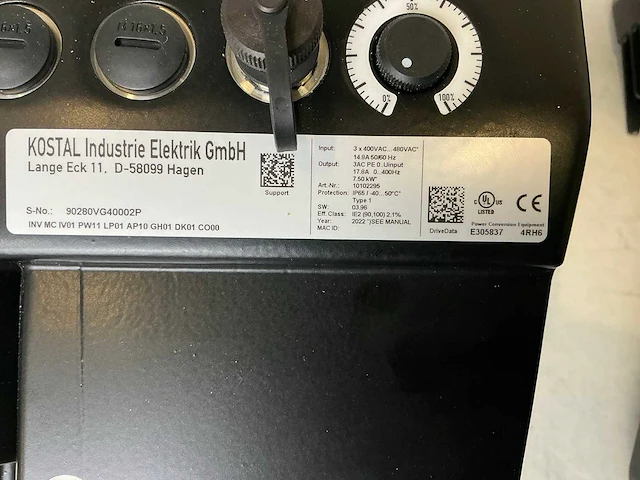 M 16x1.5
50%
0%
100%
KOSTAL Industrie Elektrik GmbH
Lange Eck 11, D-58099 Hagen
Support
S-No.: 90280VG40002P
INV MC IV01 PW11 LP01 AP10 GH01 DK01 CO00
Input: 3 x 400VAC...480VAC*
14.8A 50/60 Hz
Output: 3AC PE 0..Uinput
17.8A 0...400Hz
7.50 kW*
Art-Nr.: 10102295
Protection: IP65 / -40...50°C*
Type 1
SW: 03.96
Eff. Class: IE2 (90,100) 2.1%
Year: 2022 *)SEE MANUAL
MAC ID:
DriveData
C UL US
LISTED
CE
Power Conversion Equipment
E305837 4RH6